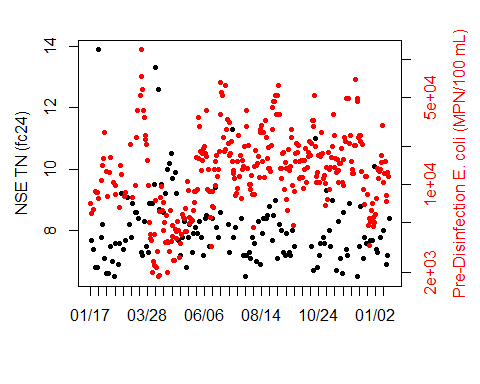 14
12
10
8
NSE TN (fc24)
5e+04
1e+04
2e+03
Pre-Disinfection E. coli (MPN/100 mL)
01/17 03/28 06/06 08/14 10/24 01/02